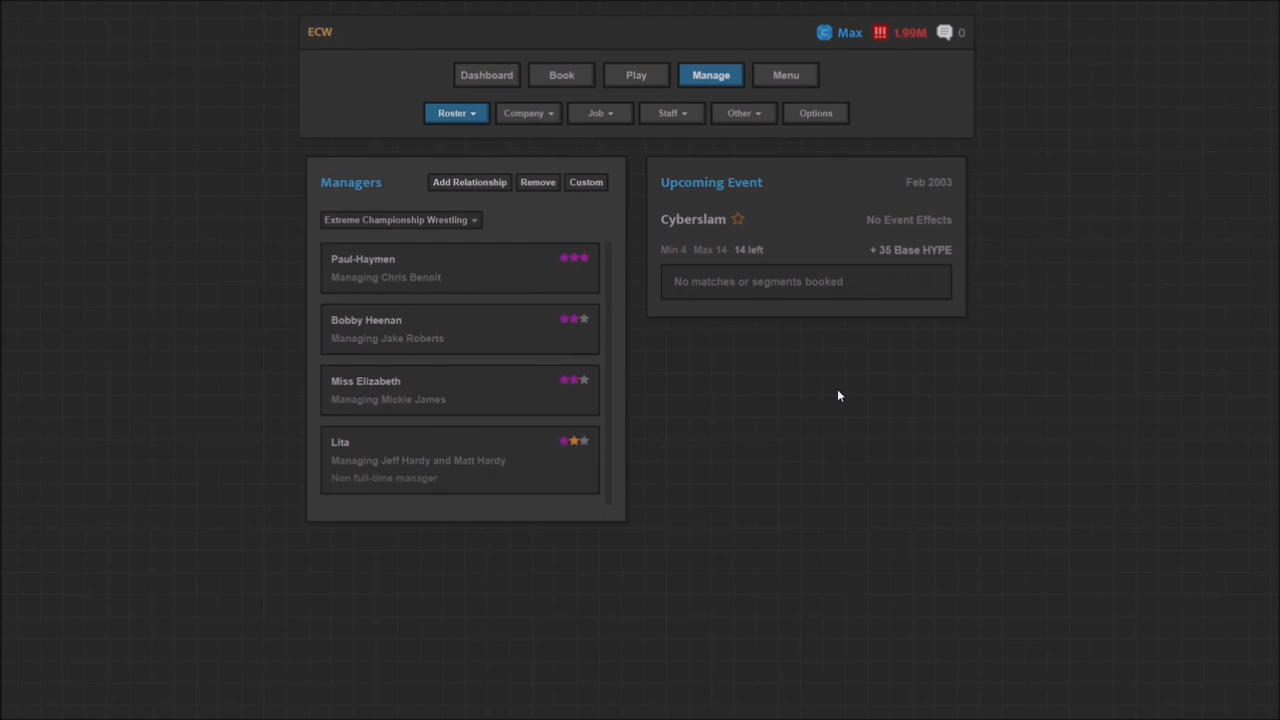 ECW
Max 1.99M 0
Dashboard Book Play Manage Menu
Roster Company Job Staff Other Options
Managers Add Relationship Remove Custom
Extreme Championship Wrestling
Paul-Haymen
Managing Chris Benoit
Bobby Heenan
Managing Jake Roberts
Miss Elizabeth
Managing Mickie James
Lita
Managing Jeff Hardy and Matt Hardy
Non full-time manager
Upcoming Event Feb 2003
Cyberslam No Event Effects
Min 4 Max 14 14 left + 35 Base HYPE
No matches or segments booked